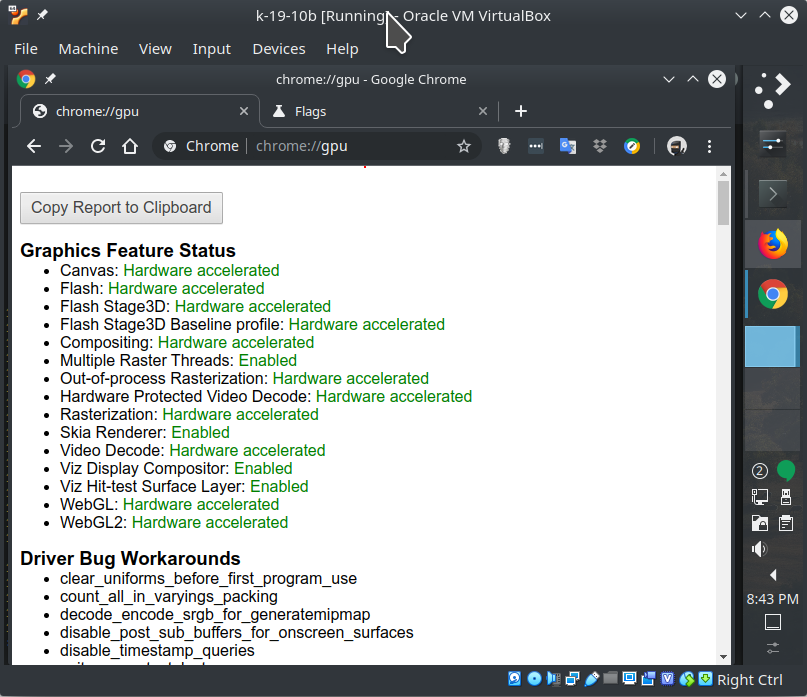 k-19-10b [Running] - Oracle VM VirtualBox
File Machine View Input Devices Help
chrome://gpu - Google Chrome
chrome://gpu
Flags
Chrome chrome://gpu
Copy Report to Clipboard
Graphics Feature Status
• Canvas: Hardware accelerated
• Flash: Hardware accelerated
• Flash Stage3D: Hardware accelerated
• Flash Stage3D Baseline profile: Hardware accelerated
• Compositing: Hardware accelerated
• Multiple Raster Threads: Enabled
• Out-of-process Rasterization: Hardware accelerated
• Hardware Protected Video Decode: Hardware accelerated
• Rasterization: Hardware accelerated
• Skia Renderer: Enabled
• Video Decode: Hardware accelerated
• Viz Display Compositor: Enabled
• Viz Hit-test Surface Layer: Enabled
• WebGL: Hardware accelerated
• WebGL2: Hardware accelerated
Driver Bug Workarounds
• clear_uniforms_before_first_program_use
• count_all_in_varyings_packing
• decode_encode_srgb_for_generatemipmap
• disable_post_sub_buffers_for_onscreen_surfaces
• disable_timestamp_queries
2
8:43 PM
Right Ctrl